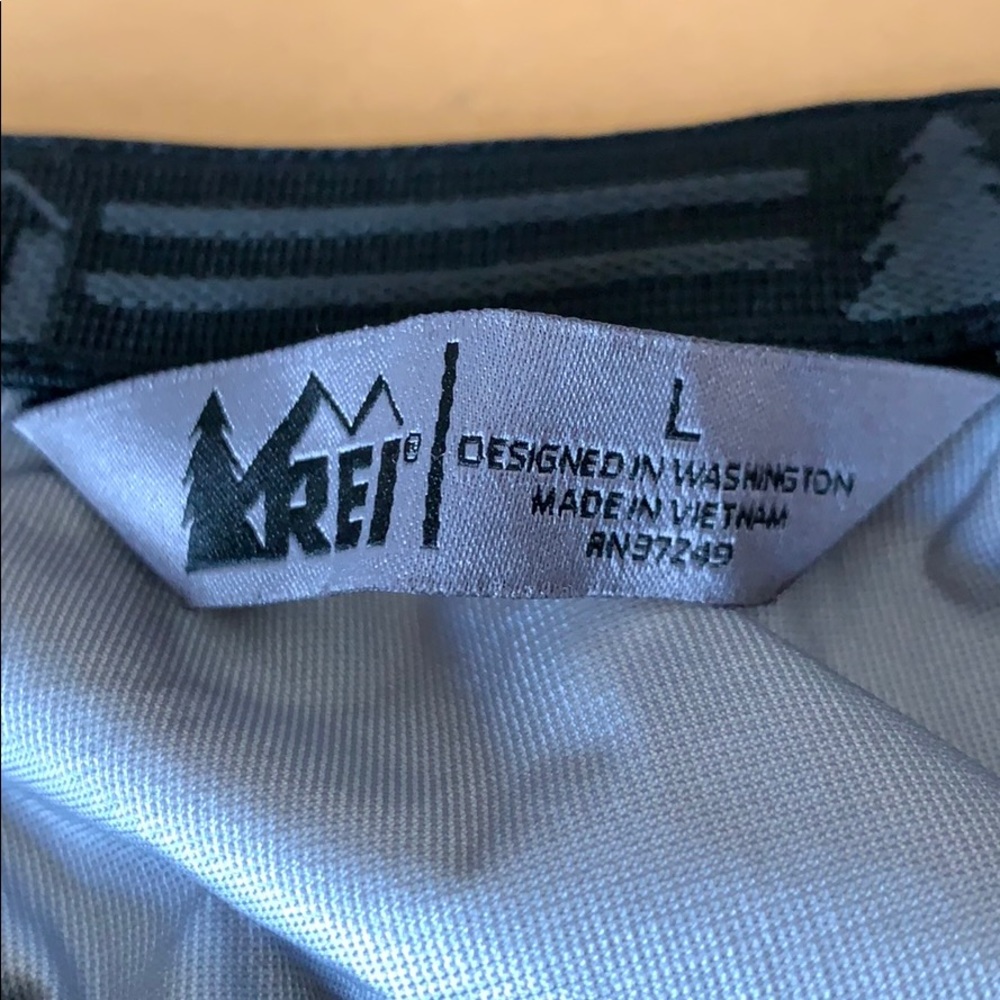 REI®
L
DESIGNED IN WASHINGTON
MADE IN VIETNAM
RN97249